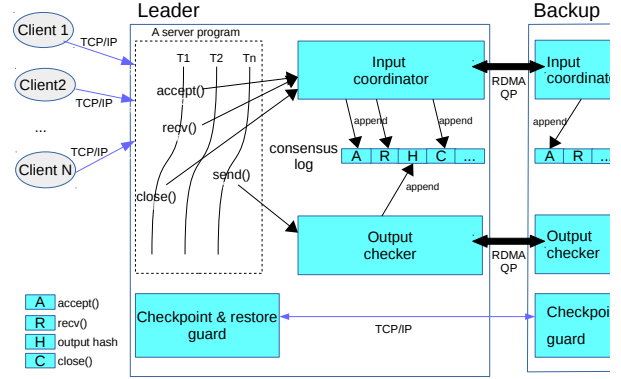 Leader
Backup
Client 1
Client2
...
Client N
TCP/IP
TCP/IP
TCP/IP
A server program
T1
T2
Tn
accept()
recv()
close()
send()
Input
coordinator
append
append
append
consensus
log
A
R
H
C
...
append
Output
checker
RDMA
QP
RDMA
QP
Input
coordinat
append
A
R
...
Output
checker
Checkpoint & restore
guard
TCP/IP
Checkpoi
guard
A
accept()
R
recv()
H
output hash
C
close()